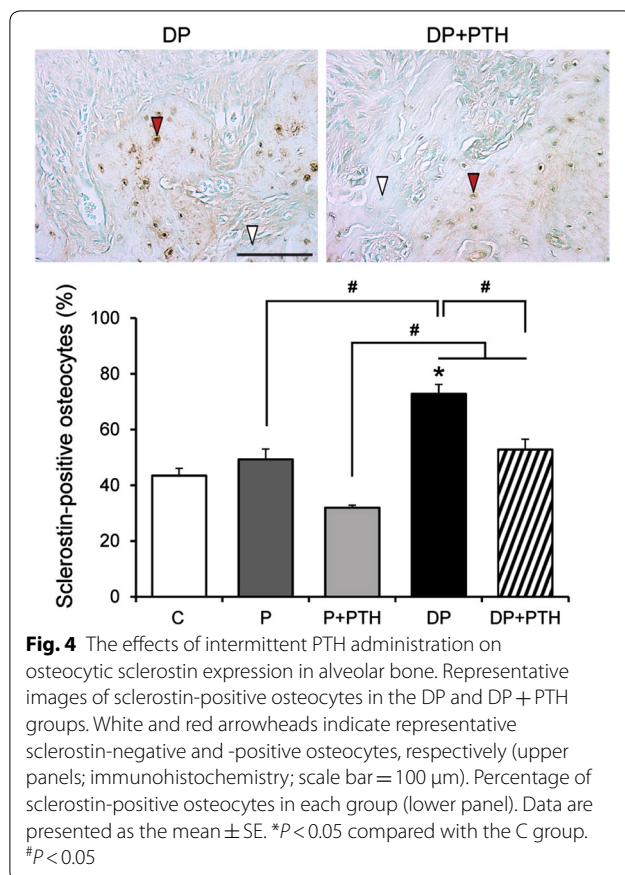 DP
DP+PTH
#
#
#
*
Sclerostin-positive osteocytes (%)
100
80
60
40
20
0
C
P
P+PTH
DP
DP+PTH
Fig. 4 The effects of intermittent PTH administration on
osteocytic sclerostin expression in alveolar bone. Representative
images of sclerostin-positive osteocytes in the DP and DP + PTH
groups. White and red arrowheads indicate representative
sclerostin-negative and -positive osteocytes, respectively (upper
panels; immunohistochemistry; scale bar = 100 μm). Percentage of
sclerostin-positive osteocytes in each group (lower panel). Data are
presented as the mean ± SE. *P < 0.05 compared with the C group.
#P < 0.05